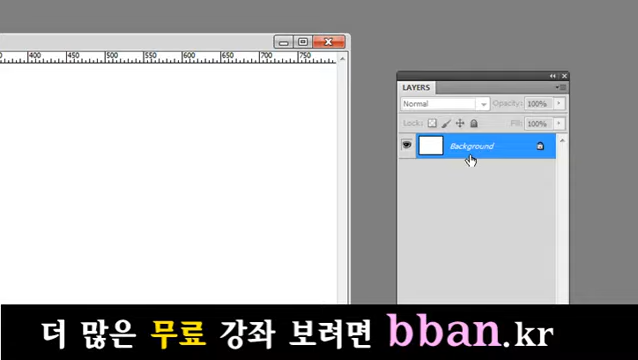 400 450 500 550 600 650 700 750
LAYERS
Normal Opacity: 100%
Lock: Fill: 100%
Background
더 많은 무료 강좌 보려면 bban.kr